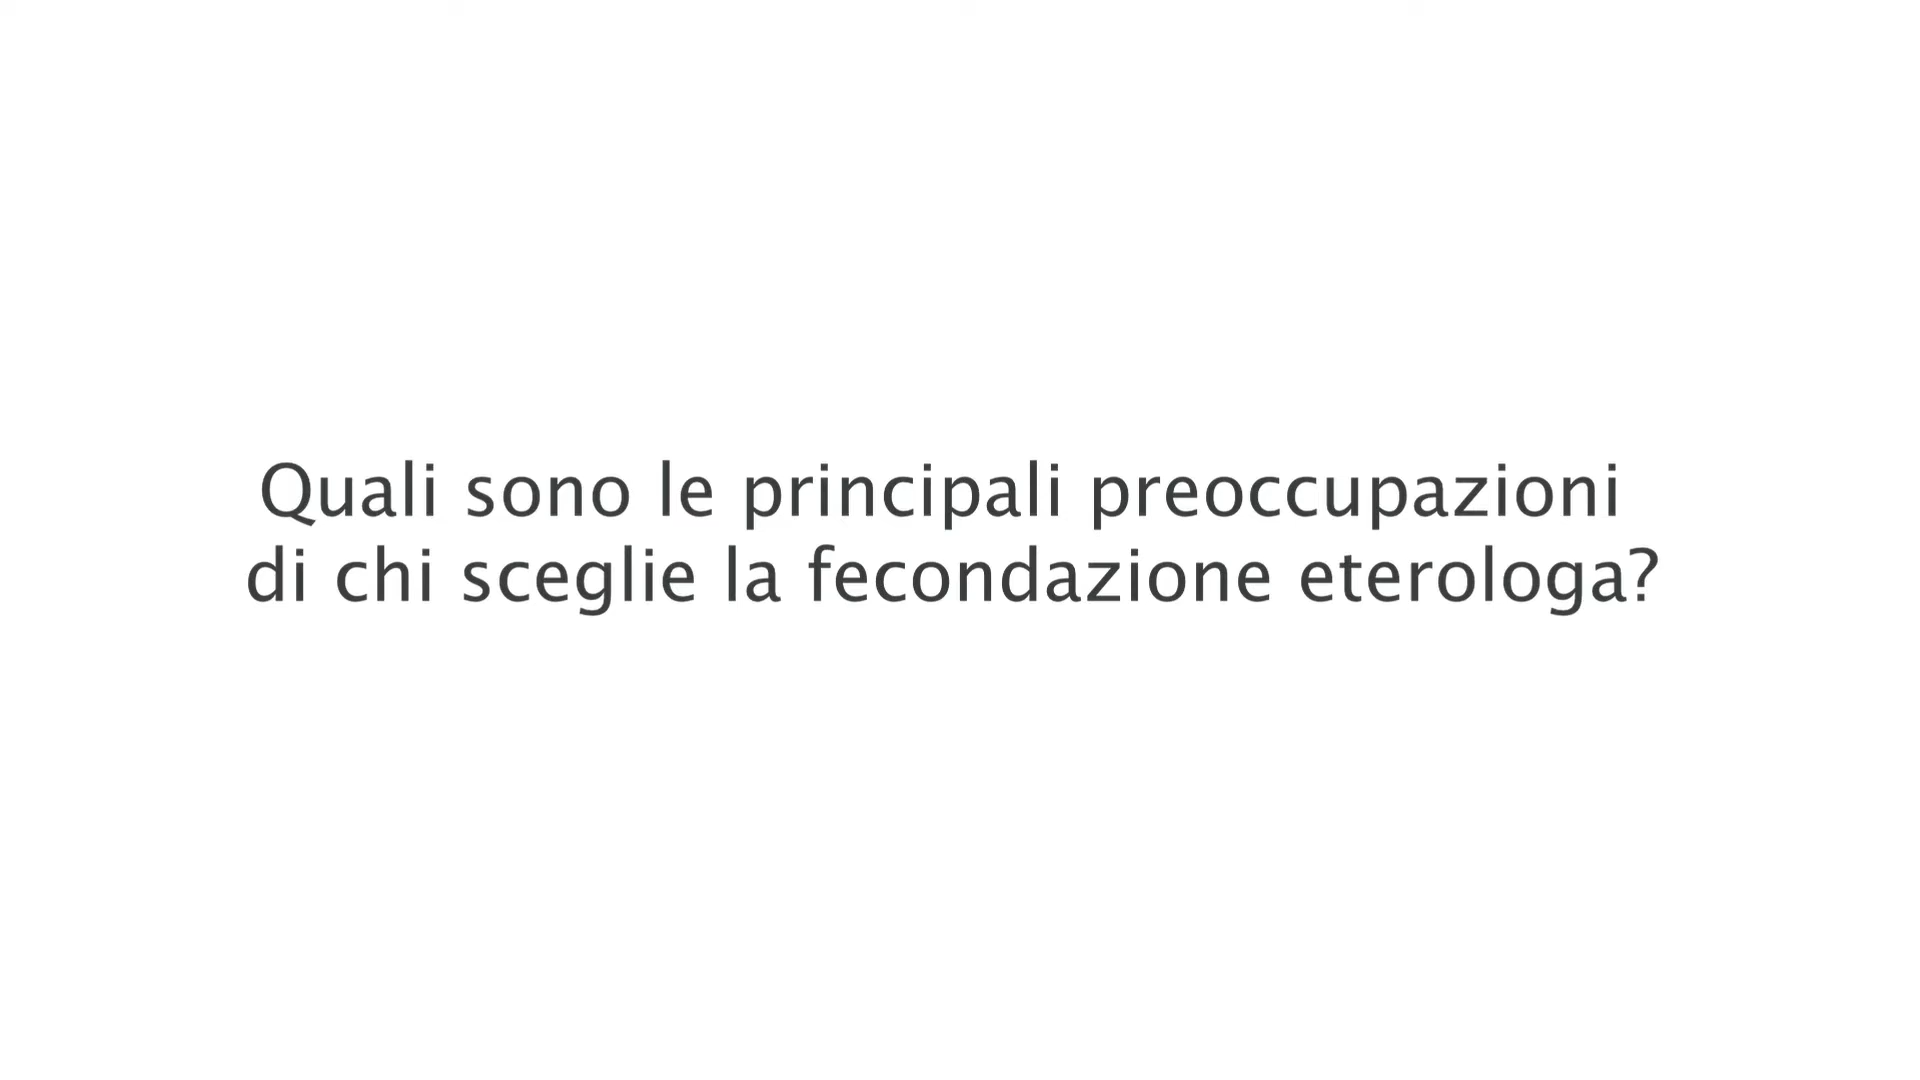 Quali sono le principali preoccupazioni
di chi sceglie la fecondazione eterologa?